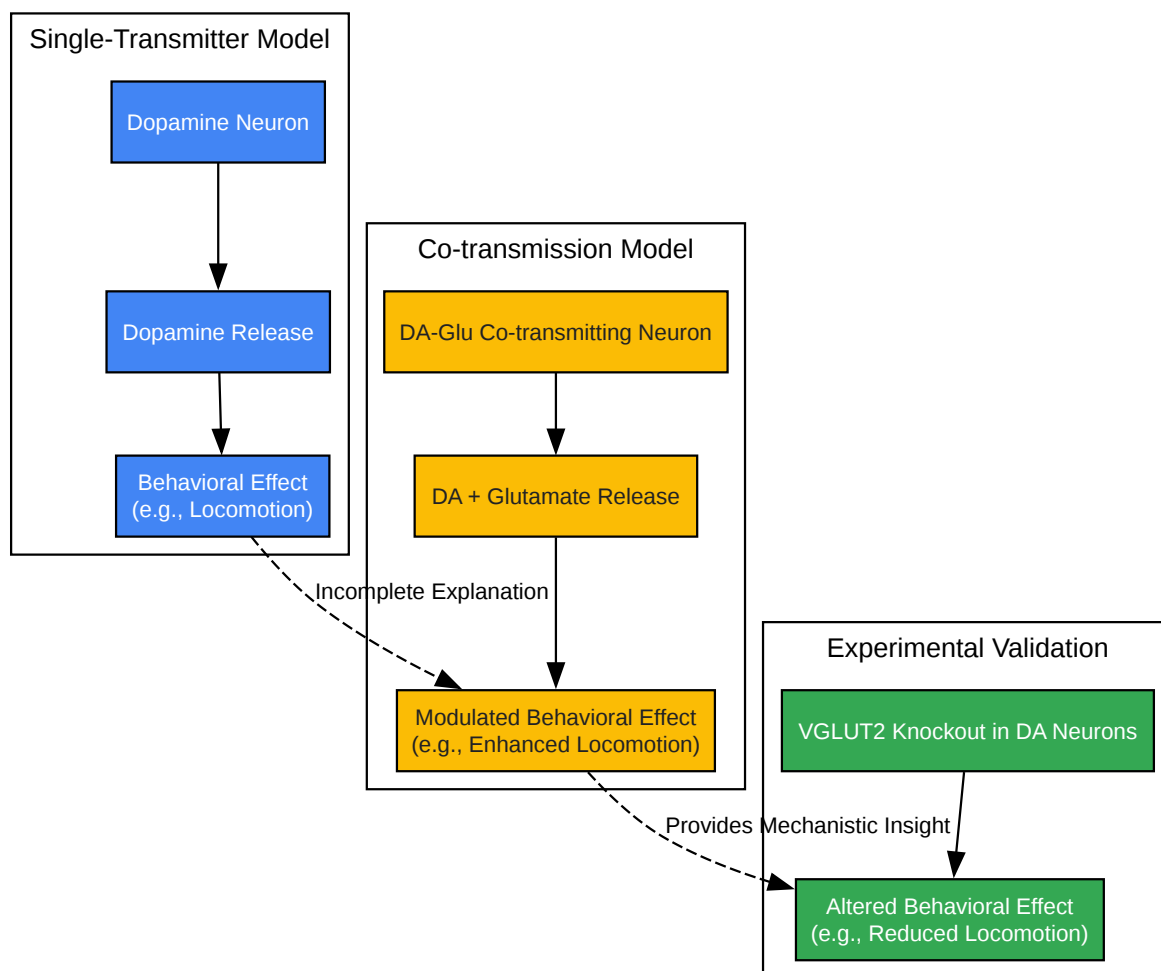 Single-Transmitter Model
Dopamine Neuron
Dopamine Release
Behavioral Effect
(e.g., Locomotion)
Incomplete Explanation
Co-transmission Model
DA-Glu Co-transmitting Neuron
DA + Glutamate Release
Modulated Behavioral Effect
(e.g., Enhanced Locomotion)
Provides Mechanistic Insight
Experimental Validation
VGLUT2 Knockout in DA Neurons
Altered Behavioral Effect
(e.g., Reduced Locomotion)